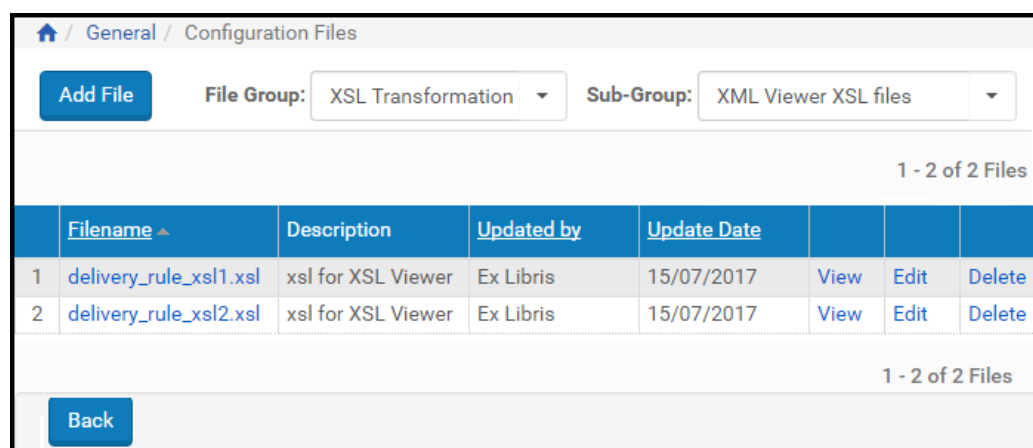 / General / Configuration Files
Add File File Group: XSL Transformation Sub-Group: XML Viewer XSL files
1 - 2 of 2 Files
Filename Description Updated by Update Date
1 delivery_rule_xsl1.xsl xsl for XSL Viewer Ex Libris 15/07/2017 View Edit Delete
2 delivery_rule_xsl2.xsl xsl for XSL Viewer Ex Libris 15/07/2017 View Edit Delete
1 - 2 of 2 Files
Back